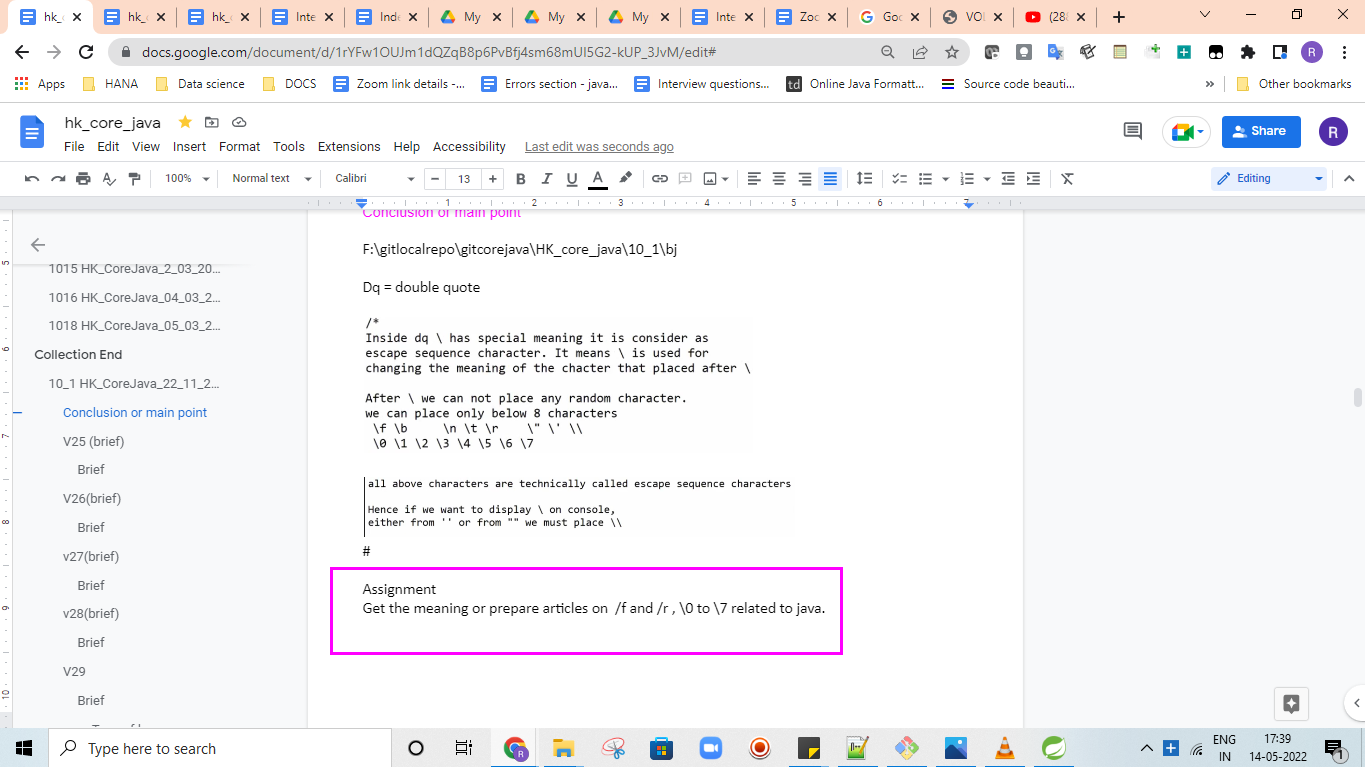 hk_c
hk_c
hk_c
Inte
Inde
My
My
My
Inte
Zoo
Goo
VOI
(288
docs.google.com/document/d/1rYFw1OUJm1dQZqB8p6PvBfj4sm68mUI5G2-kUP_3JvM/edit#
R
Apps
HANA
Data science
DOCS
Zoom link details -...
Errors section - java...
Interview questions...
td Online Java Formatt...
Source code beauti...
»
Other bookmarks
hk_core_java
File Edit View Insert Format Tools Extensions Help Accessibility Last edit was seconds ago
Share
R
100% Normal text Calibri − 13 + B I U A Editing
1 2 3 4 5 6 7
5
6
7
8
9
10
1015 HK_CoreJava_2_03_20...
1016 HK_CoreJava_04_03_2...
1018 HK_CoreJava_05_03_2...
Collection End
10_1 HK_CoreJava_22_11_2...
Conclusion or main point
V25 (brief)
Brief
V26(brief)
Brief
v27(brief)
Brief
v28(brief)
Brief
V29
Brief
Conclusion or main point
F:\gitlocalrepo\gitcorejava\HK_core_java\10_1\bj
Dq = double quote
/*
Inside dq \ has special meaning it is consider as
escape sequence character. It means \ is used for
changing the meaning of the chacter that placed after \
After \ we can not place any random character.
we can place only below 8 characters
\f \b \n \t \r \" \' \\
\0 \1 \2 \3 \4 \5 \6 \7
all above characters are technically called escape sequence characters
Hence if we want to display \ on console,
either from '' or from "" we must place \\
#
Assignment
Get the meaning or prepare articles on /f and /r , \0 to \7 related to java.
Type here to search
R
ENG
IN
17:39
14-05-2022
1